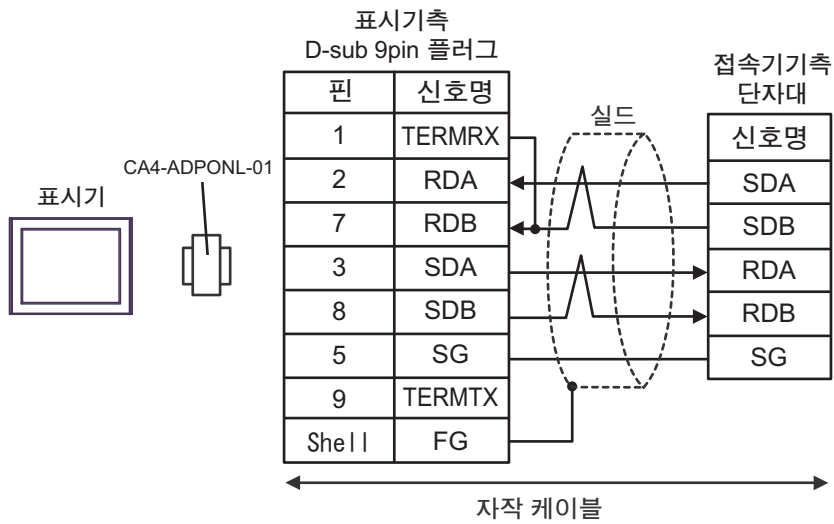 표시기측
D-sub 9pin 플러그
접속기기측
단자대
핀 신호명
실드
신호명
1 TERMRX
CA4-ADPONL-01
2 RDA
SDA
표시기
7 RDB
SDB
3 SDA
RDA
8 SDB
RDB
5 SG
SG
9 TERMTX
Shell FG
자작 케이블